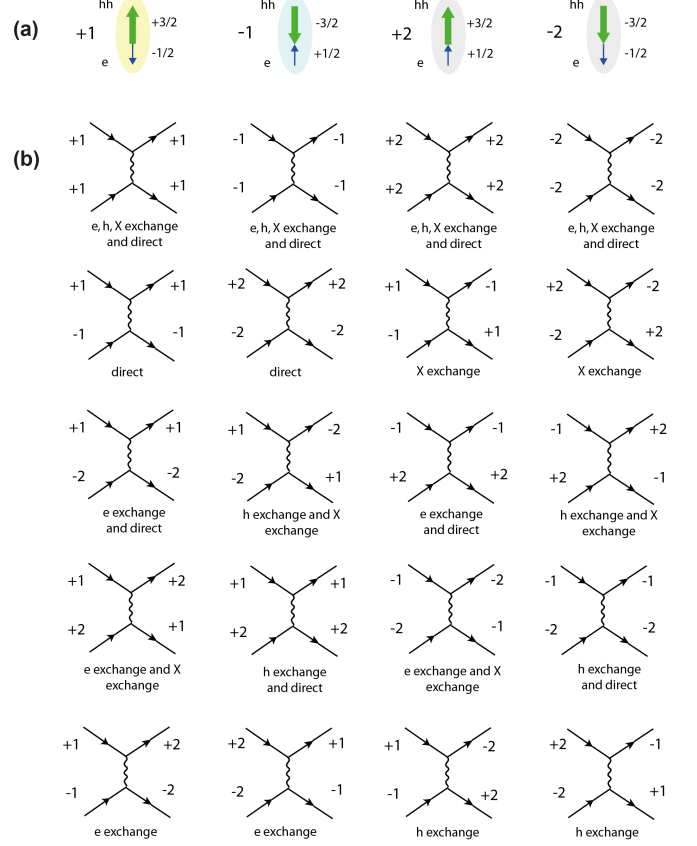 (a)
hh
+1
+3/2
-1/2
e
hh
-1
-3/2
+1/2
e
hh
+2
+3/2
+1/2
e
hh
-2
-3/2
-1/2
e
(b)
+1 +1
+1 +1
e, h, X exchange
and direct
-1 -1
-1 -1
e, h, X exchange
and direct
+2 +2
+2 +2
e, h, X exchange
and direct
-2 -2
-2 -2
e, h, X exchange
and direct
+1 +1
-1 -1
direct
+2 +2
-2 -2
direct
+1 -1
-1 +1
X exchange
+2 -2
-2 +2
X exchange
+1 +1
-2 -2
e exchange
and direct
+1 -2
-2 +1
h exchange and X
exchange
-1 -1
+2 +2
e exchange
and direct
-1 +2
+2 -1
h exchange and X
exchange
+1 +2
+2 +1
e exchange and X
exchange
+1 +1
+2 +2
h exchange
and direct
-1 -2
-2 -1
e exchange and X
exchange
-1 -1
-2 -2
h exchange
and direct
+1 +2
-1 -2
e exchange
+2 +1
-2 -1
e exchange
+1 -2
-1 +2
h exchange
+2 -1
-2 +1
h exchange